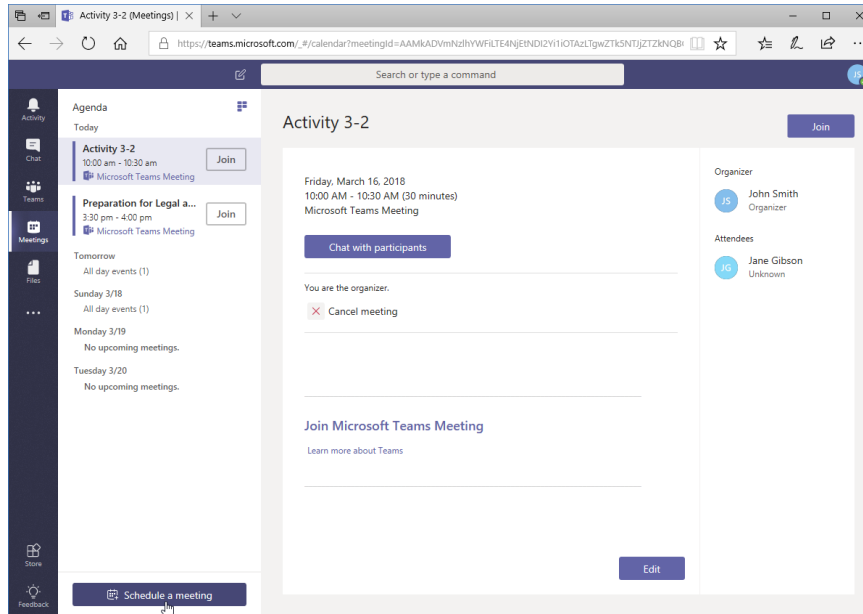 Activity 3-2 (Meetings) |
https://teams.microsoft.com/_#/calendar?meetingId=
Search or type a command
JS
Activity
Chat
Teams
Meetings
Files
Store
Feedback
Agenda
Today
Activity 3-2
10:00 am - 10:30 am
Microsoft Teams Meeting
Join
Preparation for Legal a...
3:30 pm - 4:00 pm
Microsoft Teams Meeting
Join
Tomorrow
All day events (1)
Sunday 3/18
All day events (1)
Monday 3/19
No upcoming meetings.
Tuesday 3/20
No upcoming meetings.
Schedule a meeting
Activity 3-2
Join
Friday, March 16, 2018
10:00 AM - 10:30 AM (30 minutes)
Microsoft Teams Meeting
Chat with participants
You are the organizer.
Cancel meeting
Join Microsoft Teams Meeting
Learn more about Teams
Edit
Organizer
JS
John Smith
Organizer
Attendees
JG
Jane Gibson
Unknown